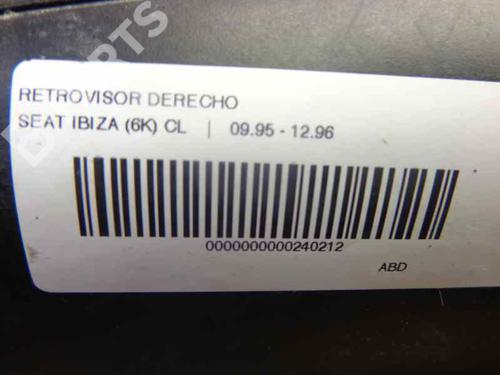 RETROVISOR DERECHO
SEAT IBIZA (6K) CL | 09.95 - 12.96
0000000000240212
ABD